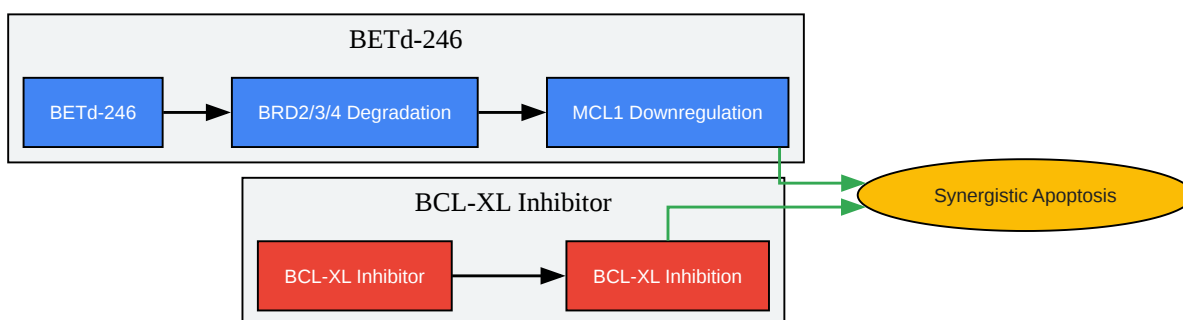 BETd-246
BETd-246
BRD2/3/4 Degradation
MCL1 Downregulation
Synergistic Apoptosis
BCL-XL Inhibitor
BCL-XL Inhibitor
BCL-XL Inhibition